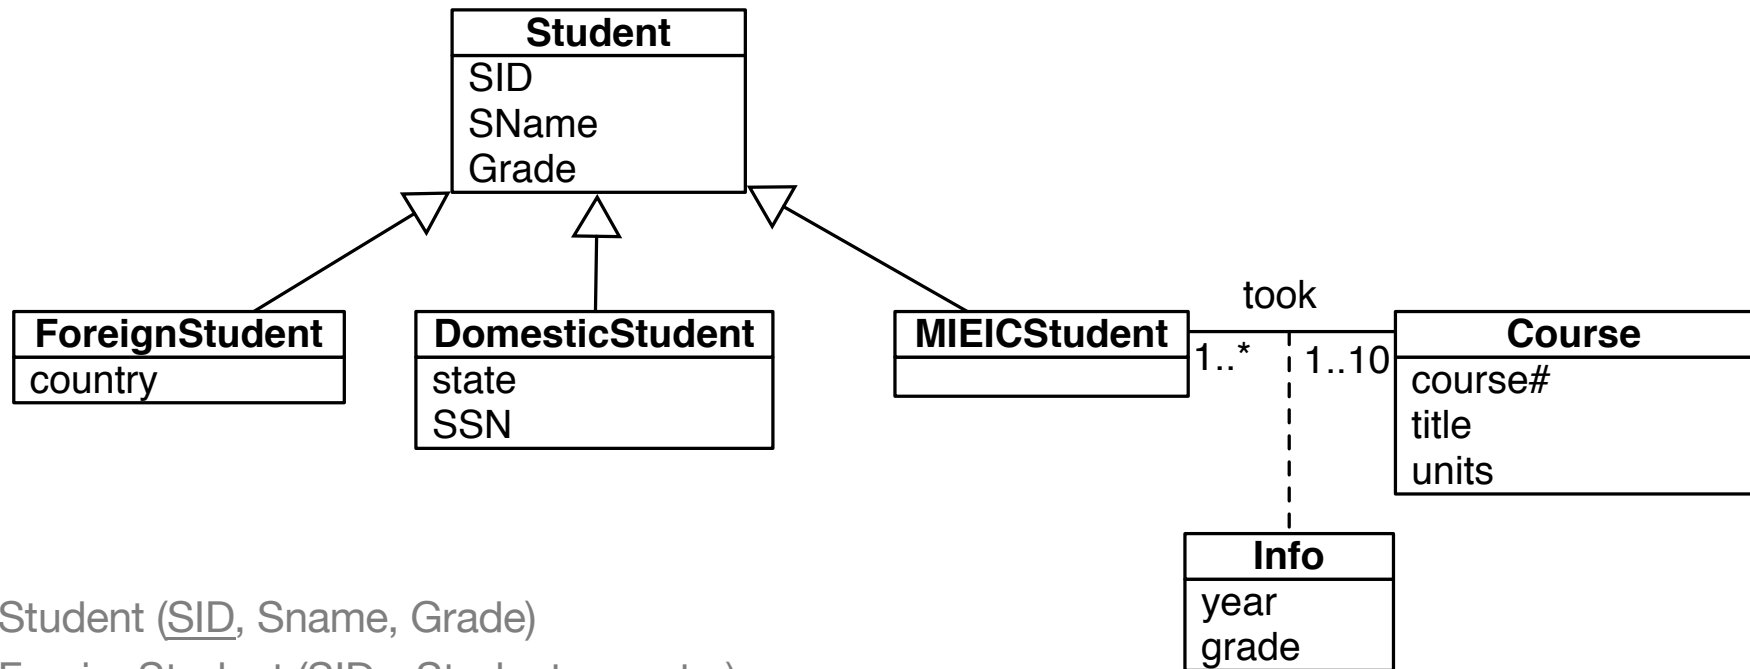 Student
SID
SName
Grade
ForeignStudent
country
DomesticStudent
state
SSN
MIEICStudent
took
1..*
1..10
Course
course#
title
units
Info
year
grade
Student (SID, Sname, Grade)